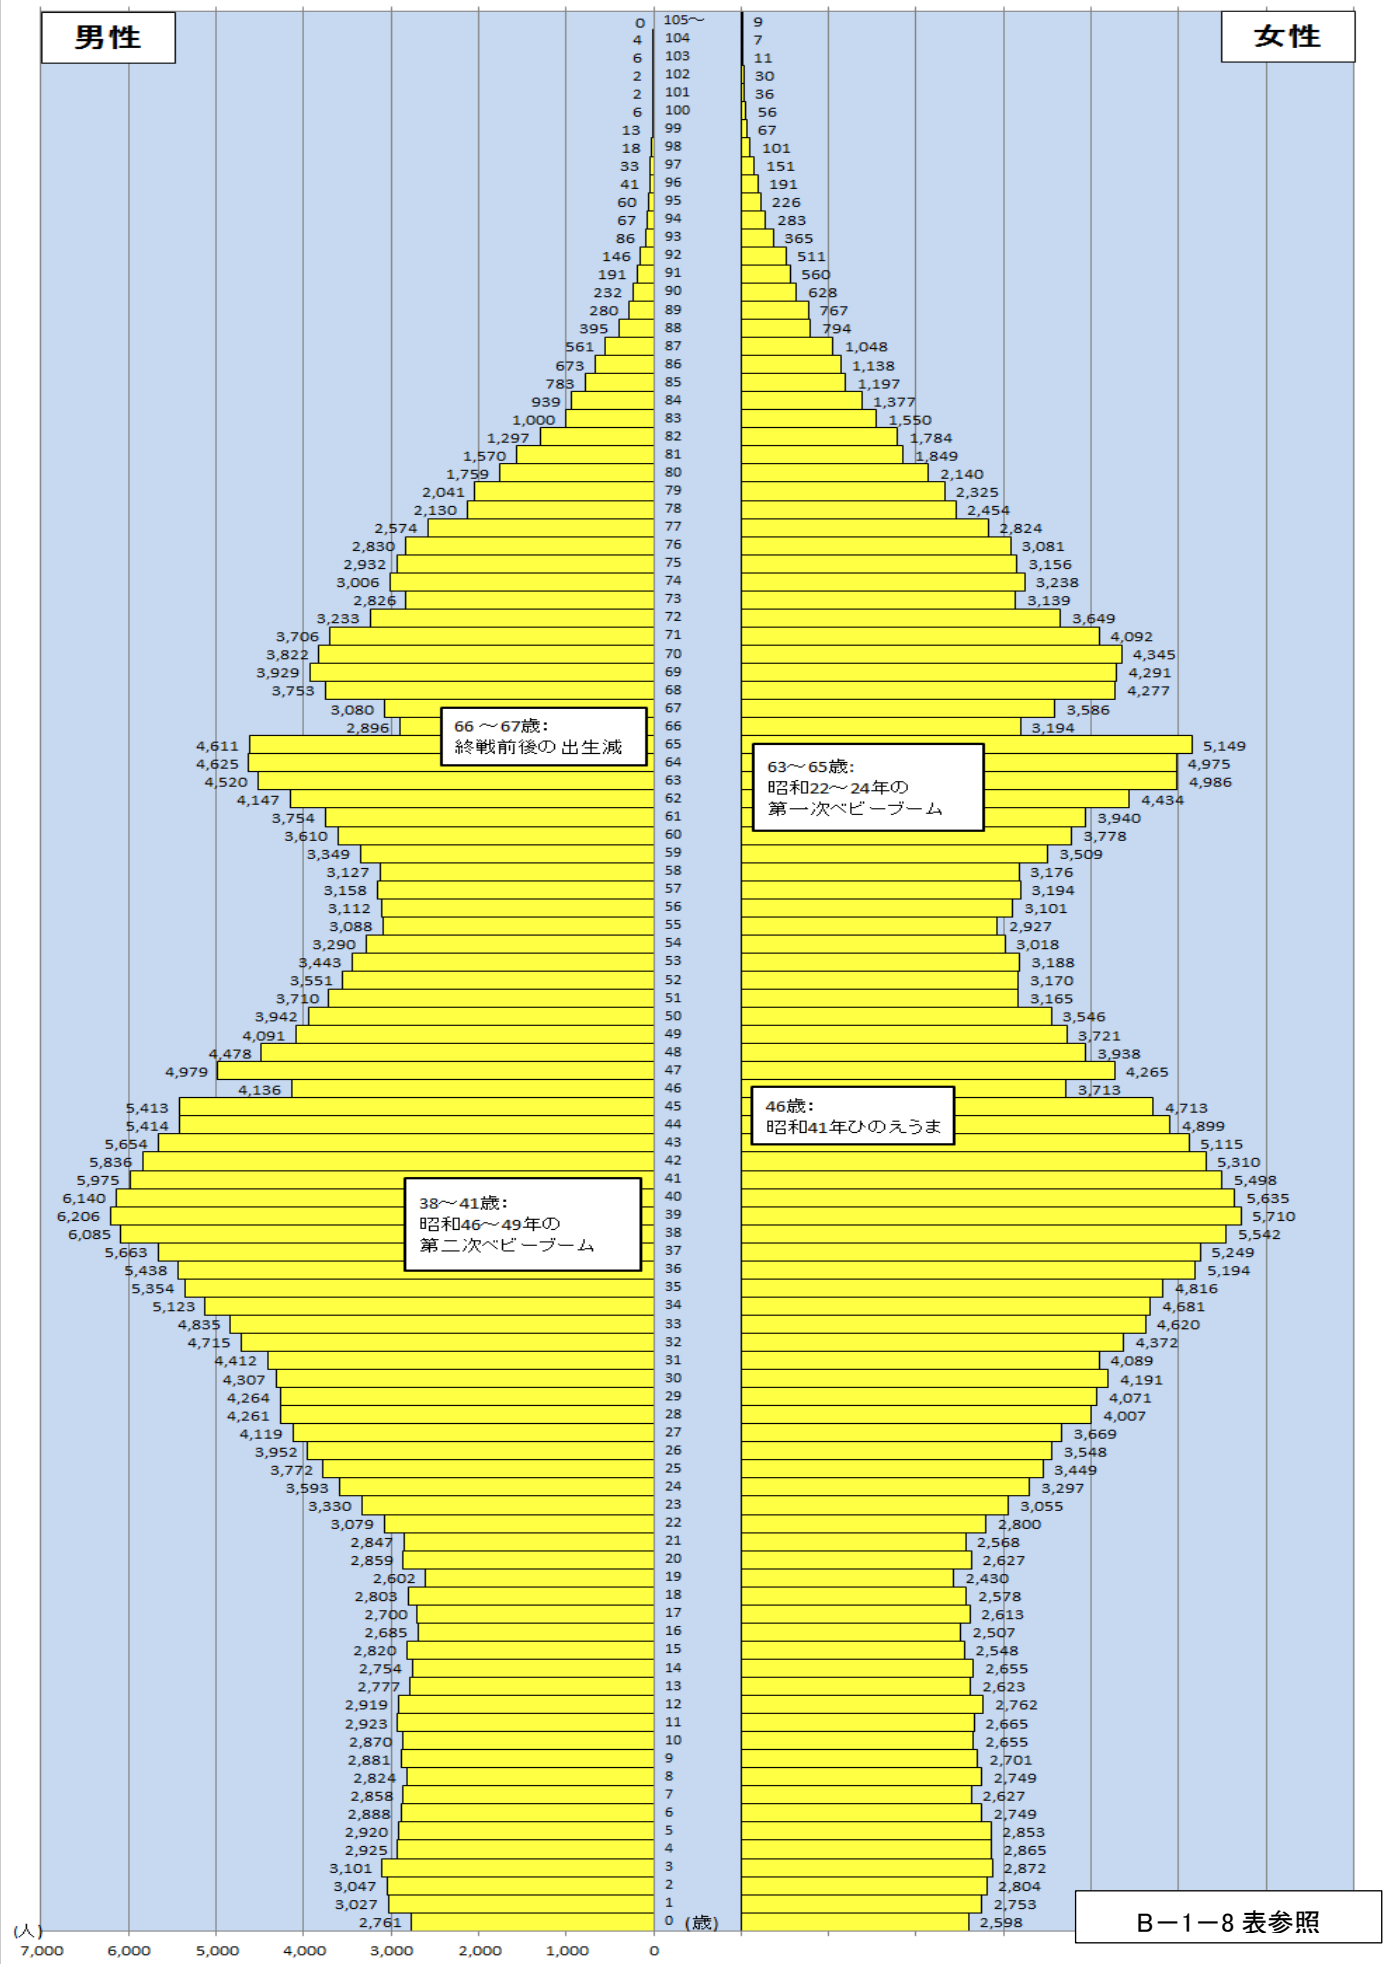 男性
女性
0 105～ 9
4 104 7
6 103 11
2 102 30
2 101 36
6 100 56
13 99 67
18 98 101
33 97 151
41 96 191
60 95 226
67 94 283
86 93 365
146 92 511
191 91 560
232 90 628
280 89 767
395 88 794
561 87 1,048
673 86 1,138
783 85 1,197
939 84 1,377
1,000 83 1,550
1,297 82 1,784
1,570 81 1,849
1,759 80 2,140
2,041 79 2,325
2,130 78 2,454
2,574 77 2,824
2,830 76 3,081
2,932 75 3,156
3,006 74 3,238
2,826 73 3,139
3,233 72 3,649
3,706 71 4,092
3,822 70 4,345
3,929 69 4,291
3,753 68 4,277
3,080 67 3,586
2,896 66 3,194
66～67歳:
終戦前後の出生減
4,611 65 5,149
4,625 64 4,975
4,520 63 4,986
63～65歳:
昭和22～24年の
第一次ベビーブーム
4,147 62 4,434
3,754 61 3,940
3,610 60 3,778
3,349 59 3,509
3,127 58 3,176
3,158 57 3,194
3,112 56 3,101
3,088 55 2,927
3,290 54 3,018
3,443 53 3,188
3,551 52 3,170
3,710 51 3,165
3,942 50 3,546
4,091 49 3,721
4,478 48 3,938
4,979 47 4,265
4,136 46 3,713
46歳:
昭和41年ひのえうま
5,413 45 4,713
5,414 44 4,899
5,654 43 5,115
5,836 42 5,310
5,975 41 5,498
6,140 40 5,635
6,206 39 5,710
6,085 38 5,542
38～41歳:
昭和46～49年の
第二次ベビーブーム
5,663 37 5,249
5,438 36 5,194
5,354 35 4,816
5,123 34 4,681
4,835 33 4,620
4,715 32 4,372
4,412 31 4,089
4,307 30 4,191
4,264 29 4,071
4,261 28 4,007
4,119 27 3,669
3,952 26 3,548
3,772 25 3,449
3,593 24 3,297
3,330 23 3,055
3,079 22 2,800
2,847 21 2,568
2,859 20 2,627
2,602 19 2,430
2,803 18 2,578
2,700 17 2,613
2,685 16 2,507
2,820 15 2,548
2,754 14 2,655
2,777 13 2,623
2,919 12 2,762
2,923 11 2,665
2,870 10 2,655
2,881 9 2,701
2,824 8 2,749
2,858 7 2,627
2,888 6 2,749
2,920 5 2,853
2,925 4 2,865
3,101 3 2,872
3,047 2 2,804
3,027 1 2,753
2,761 0 (歳) 2,598
B－1－8 表参照
(人)
7,000 6,000 5,000 4,000 3,000 2,000 1,000 0